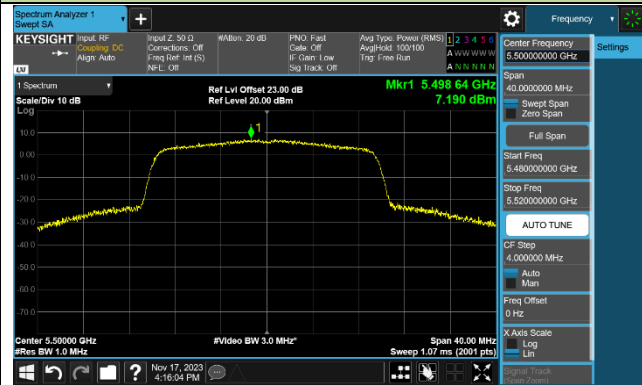 Spectrum Analyzer 1
Swept SA
Frequency
KEYSIGHT
Input: RF
Coupling: DC
Align: Auto
Input Z: 50 Ω
Corrections: Off
Freq Ref: Int (S)
NFE: Off
#Atten: 20 dB
PNO: Fast
Gate: Off
IF Gain: Low
Sig Track: Off
Avg Type: Power (RMS)
Avg|Hold: 100/100
Trig: Free Run
1 2 3 4 5 6
A W W W W W
A N N N N N
LXI
1 Spectrum
Scale/Div 10 dB
Log
Ref Lvl Offset 23.00 dB
Ref Level 20.00 dBm
Mkr1 5.498 64 GHz
7.190 dBm
1
10.0
0.00
-10.0
-20.0
-30.0
-40.0
-50.0
-60.0
-70.0
Center 5.50000 GHz
#Res BW 1.0 MHz
#Video BW 3.0 MHz*
Span 40.00 MHz
Sweep 1.07 ms (2001 pts)
Nov 17, 2023
4:16:04 PM
Center Frequency
5.500000000 GHz
Span
40.0000000 MHz
Swept Span
Zero Span
Full Span
Start Freq
5.480000000 GHz
Stop Freq
5.520000000 GHz
AUTO TUNE
CF Step
4.000000 MHz
Auto
Man
Freq Offset
0 Hz
X Axis Scale
Log
Lin
Signal Track
(Span Zoom)
Settings